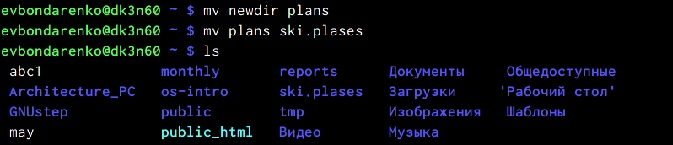 evbondarenko@dk3n60 ~ $ mv newdir plans
evbondarenko@dk3n60 ~ $ mv plans ski.plases
evbondarenko@dk3n60 ~ $ ls
abc1 monthly reports Документы Общедоступные
Architecture_PC os-intro ski.plases Загрузки 'Рабочий стол'
GNUstep public tmp Изображения Шаблоны
may public_html Видео Музыка